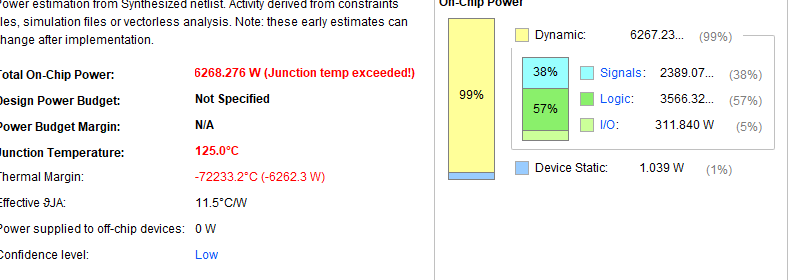 Power estimation from Synthesized netlist. Activity derived from constraints
les, simulation files or vectorless analysis. Note: these early estimates can
hange after implementation.
Total On-Chip Power: 6268.276 W (Junction temp exceeded!)
Design Power Budget: Not Specified
Power Budget Margin: N/A
Junction Temperature: 125.0°C
Thermal Margin: -72233.2°C (-6262.3 W)
Effective ϑJA: 11.5°C/W
Power supplied to off-chip devices: 0 W
Confidence level: Low
On-Chip Power
Dynamic: 6267.23... (99%)
99%
38% Signals: 2389.07... (38%)
57% Logic: 3566.32... (57%)
I/O: 311.840 W (5%)
Device Static: 1.039 W (1%)